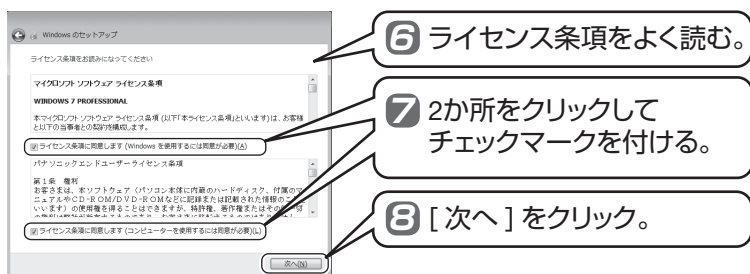 Windows のセットアップ
ライセンス条項をお読みになってください
マイクロソフト ソフトウェア ライセンス条項
WINDOWS 7 PROFESSIONAL
本マイクロソフト ソフトウェア ライセンス条項 (以下「本ライセンス条項」といいます) は、お客様
と以下の当事者との契約を構成します。
ライセンス条項に同意します (Windows を使用するには同意が必要)(A)
パナソニックエンドユーザーライセンス条項
第１条 権利
お客さまは、本ソフトウェア（パソコン本体に内蔵のハードディスク、付属のマ
ニュアルやCD-ROM/DVD-ROMなどに記録または記載された情報のこ
いいます）の使用権を得ることはできますが、特許権、著作権またはその
ライセンス条項に同意します (コンピューターを使用するには同意が必要)(L)
次へ(N)
6 ライセンス条項をよく読む。
7 2か所をクリックして
チェックマークを付ける。
8 [ 次へ ] をクリック。